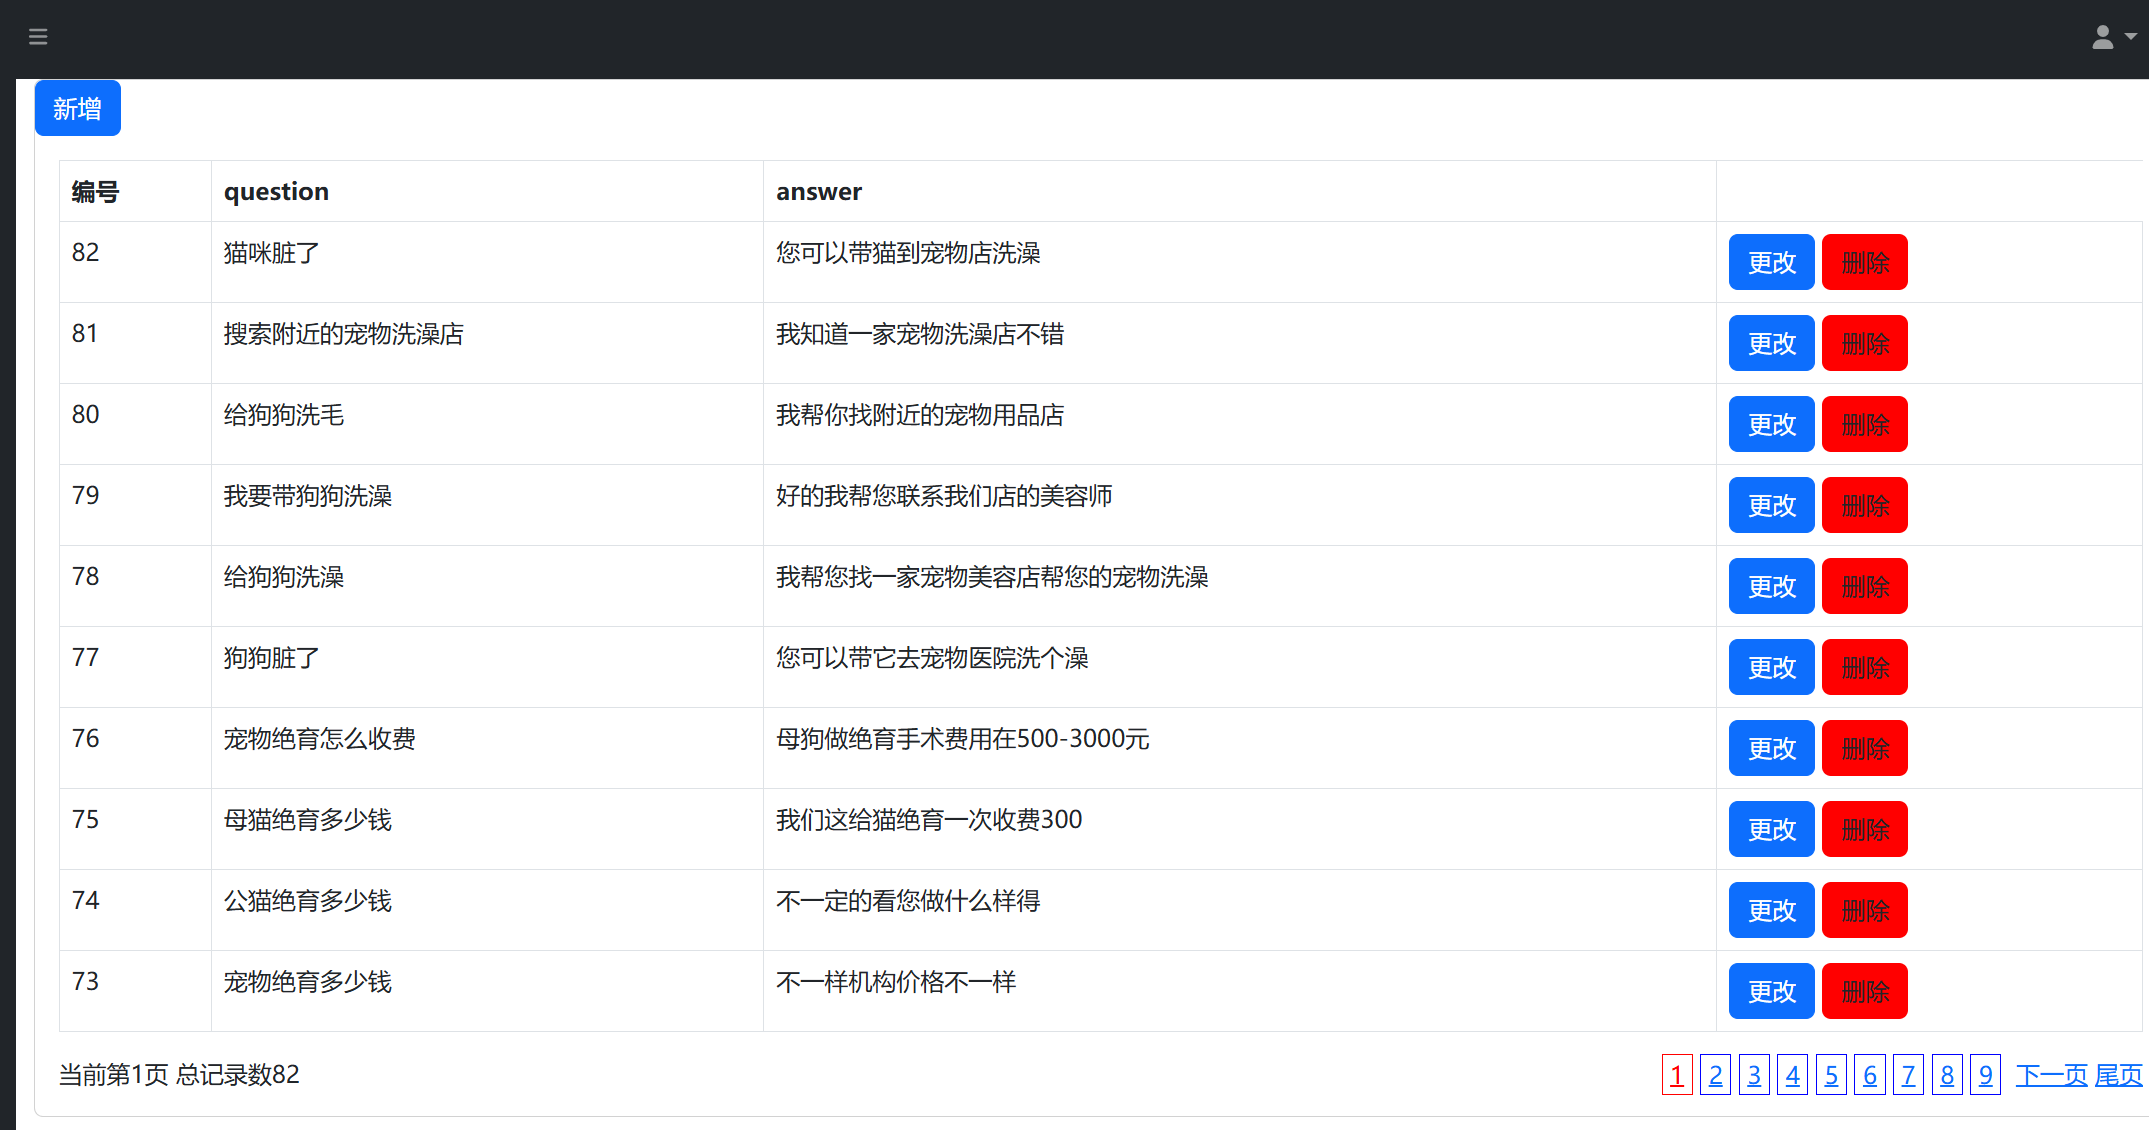 新增
编号 question answer
82 猫咪脏了 您可以带猫到宠物店洗澡 更改 删除
81 搜索附近的宠物洗澡店 我知道一家宠物洗澡店不错 更改 删除
80 给狗狗洗毛 我帮你找附近的宠物用品店 更改 删除
79 我要带狗狗洗澡 好的我帮您联系我们店的美容师 更改 删除
78 给狗狗洗澡 我帮您找一家宠物美容店帮您的宠物洗澡 更改 删除
77 狗狗脏了 您可以带它去宠物医院洗个澡 更改 删除
76 宠物绝育怎么收费 母狗做绝育手术费用在500-3000元 更改 删除
75 母猫绝育多少钱 我们这给猫绝育一次收费300 更改 删除
74 公猫绝育多少钱 不一定的看您做什么样得 更改 删除
73 宠物绝育多少钱 不一样机构价格不一样 更改 删除
当前第1页 总记录数82 1 2 3 4 5 6 7 8 9 下一页 尾页